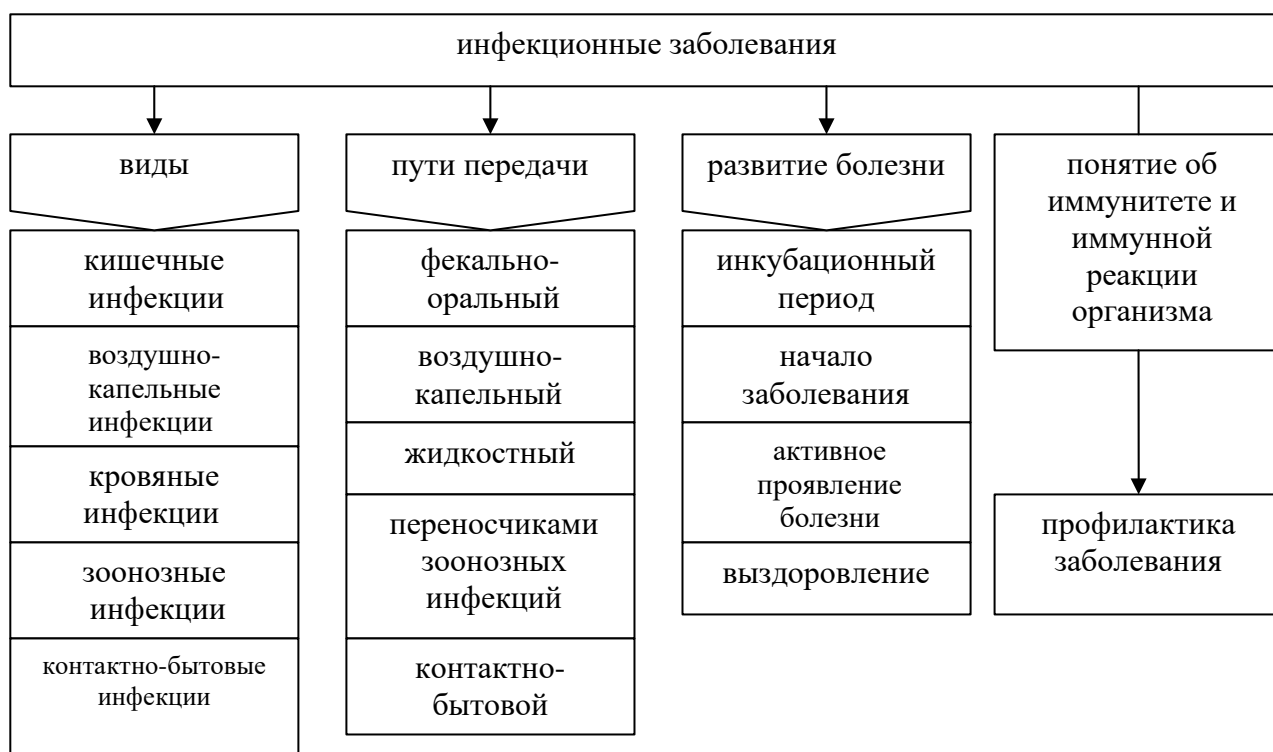 инфекционные заболевания
виды
кишечные
инфекции
воздушно-
капельные
инфекции
кровяные
инфекции
зоонозные
инфекции
контактно-бытовые
инфекции
пути передачи
фекально-
оральный
воздушно-
капельный
жидкостный
переносчиками
зоонозных
инфекций
контактно-
бытовой
развитие болезни
инкубационный
период
начало
заболевания
активное
проявление
болезни
выздоровление
понятие об
иммунитете и
иммунной
реакции
организма
профилактика
заболевания